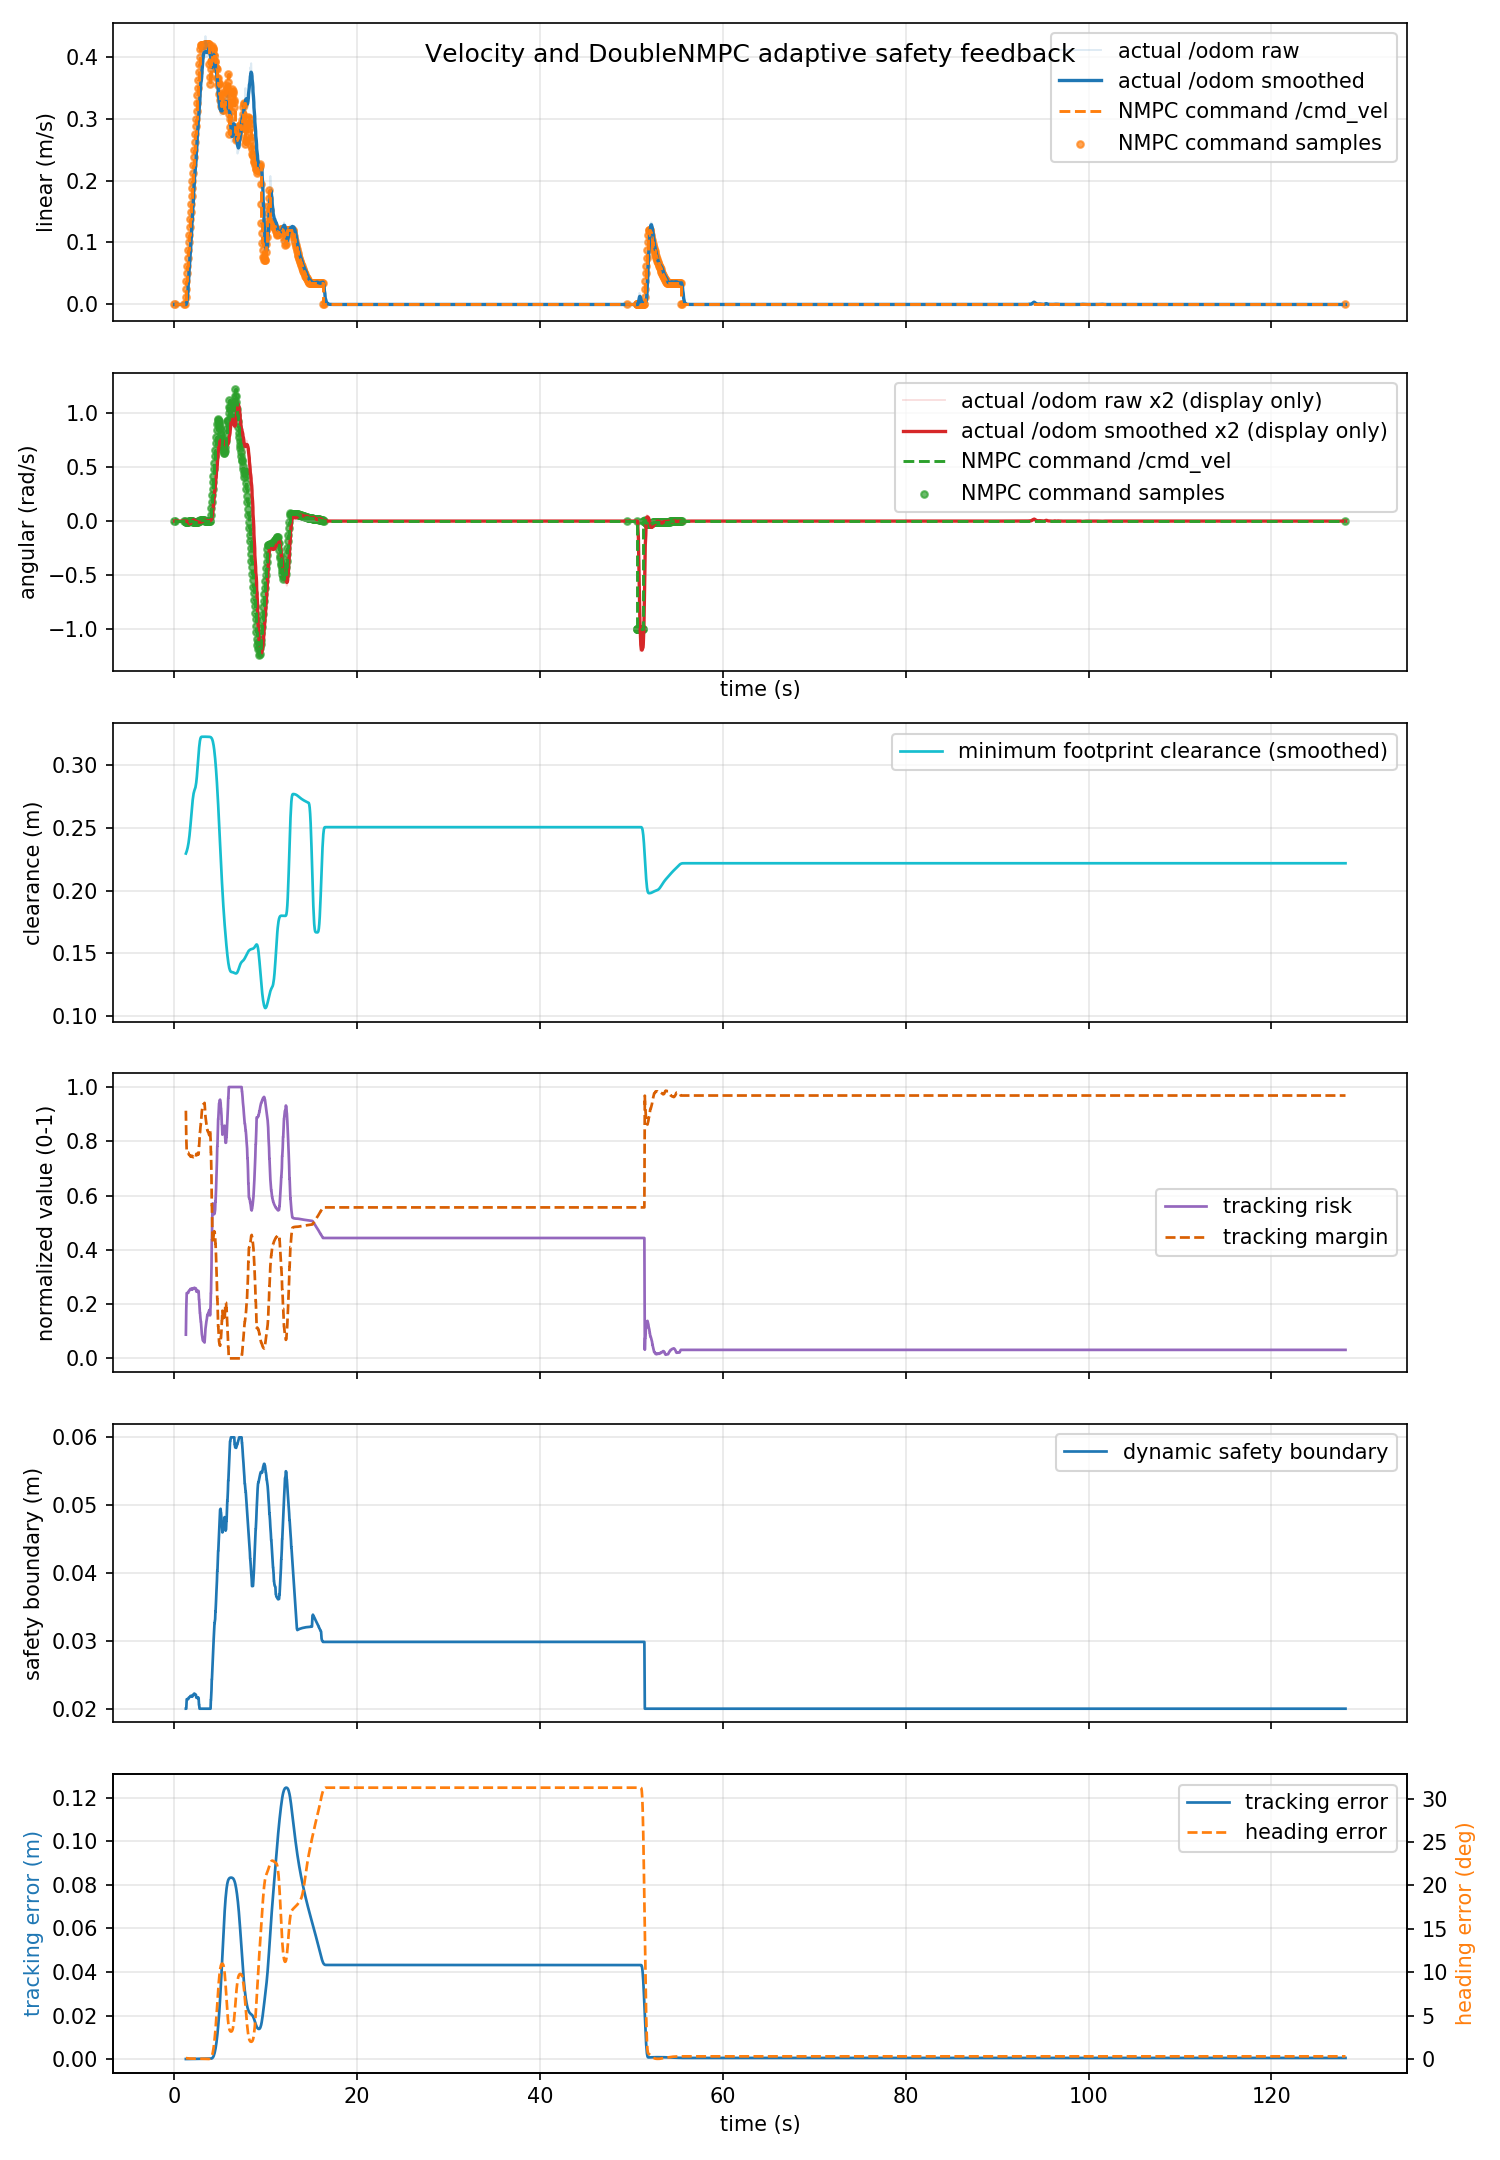 Velocity and DoubleNMPC adaptive safety feedback
linear (m/s)
0.4
0.3
0.2
0.1
0.0
actual /odom raw
actual /odom smoothed
NMPC command /cmd_vel
NMPC command samples
angular (rad/s)
1.0
0.5
0.0
−0.5
−1.0
actual /odom raw x2 (display only)
actual /odom smoothed x2 (display only)
NMPC command /cmd_vel
NMPC command samples
time (s)
clearance (m)
0.30
0.25
0.20
0.15
0.10
minimum footprint clearance (smoothed)
normalized value (0-1)
1.0
0.8
0.6
0.4
0.2
0.0
tracking risk
tracking margin
safety boundary (m)
0.06
0.05
0.04
0.03
0.02
dynamic safety boundary
tracking error (m)
0.12
0.10
0.08
0.06
0.04
0.02
0.00
tracking error
heading error
30
25
20
15
10
5
0
heading error (deg)
0 20 40 60 80 100 120
time (s)